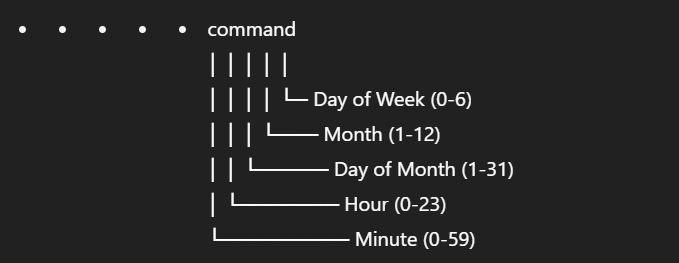 • • • • • command
│ │ │ │ │
│ │ │ │ └─ Day of Week (0-6)
│ │ │ └─── Month (1-12)
│ │ └────── Day of Month (1-31)
│ └──────── Hour (0-23)
└────────── Minute (0-59)